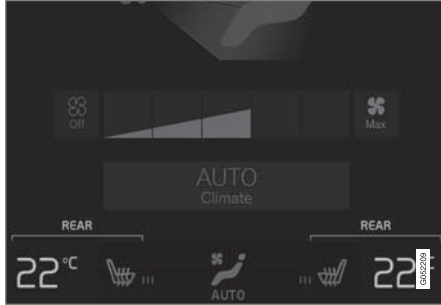 Off
Max
AUTO
Climate
REAR
REAR
22°C
22°
AUTO
G052209